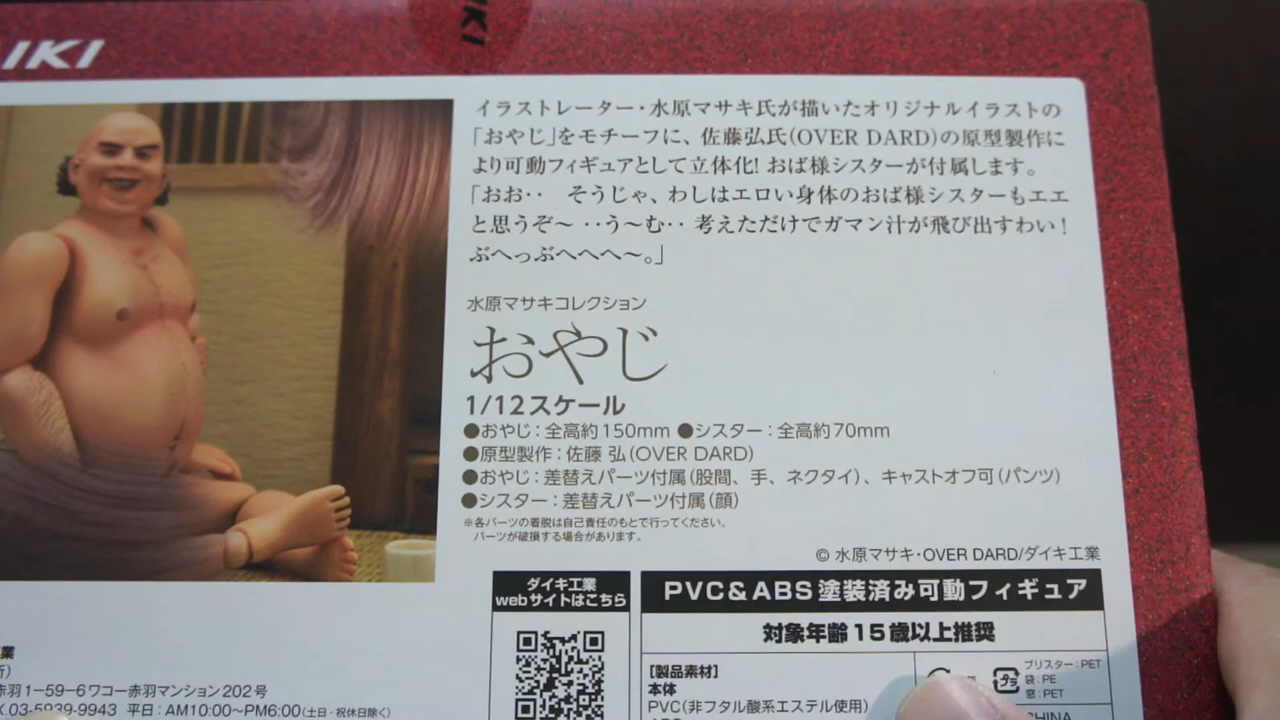 AIKI
IKI
イラストレーター・水原マサキ氏が描いたオリジナルイラストの
「おやじ」をモチーフに、佐藤弘氏(OVER DARD)の原型製作に
より可動フィギュアとして立体化! おば様シスターが付属します。
「おお‥ そうじゃ、わしはエロい身体のおば様シスターもエエ
と思うぞ〜 ‥う〜む‥ 考えただけでガマン汁が飛び出すわい!
ぶへっぶへへへ〜。」
水原マサキコレクション
おやじ
1/12スケール
●おやじ:全高約150mm ●シスター:全高約70mm
●原型製作:佐藤 弘(OVER DARD)
●おやじ:差替えパーツ付属(股間、手、ネクタイ)、キャストオフ可(パンツ)
●シスター:差替えパーツ付属(顔)
※各パーツの着脱は自己責任のもとで行ってください。
パーツが破損する場合があります。
© 水原マサキ・OVER DARD/ダイキ工業
ダイキ工業
webサイトはこちら
PVC&ABS塗装済み可動フィギュア
対象年齢15歳以上推奨
【製品素材】
本体
PVC(非フタル酸系エステル使用)
プラ
ブリスター:PET
袋:PE
窓:PET
CHINA
業
赤羽1-59-6ワコー赤羽マンション202号
X.03-5939-9943 平日:AM10:00〜PM6:00(土日・祝休日除く)